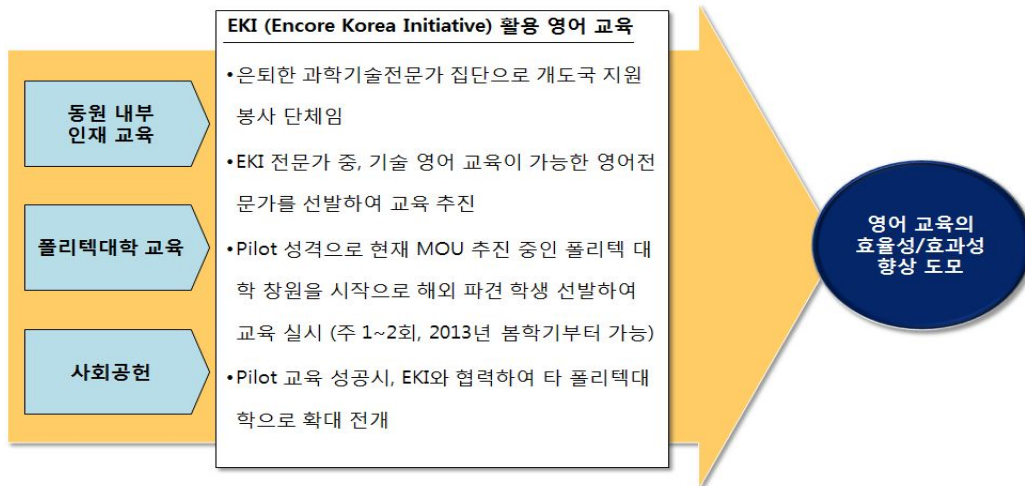 EKI (Encore Korea Initiative) 활용 영어 교육
•은퇴한 과학기술전문가 집단으로 개도국 지원
봉사 단체임
•EKI 전문가 중, 기술 영어 교육이 가능한 영어전
문가를 선발하여 교육 추진
•Pilot 성격으로 현재 MOU 추진 중인 폴리텍 대
학 창원을 시작으로 해외 파견 학생 선발하여
교육 실시 (주 1~2회, 2013년 봄학기부터 가능)
•Pilot 교육 성공시, EKI와 협력하여 타 폴리텍대
학으로 확대 전개
동원 내부
인재 교육
폴리텍대학 교육
사회공헌
영어 교육의
효율성/효과성
향상 도모